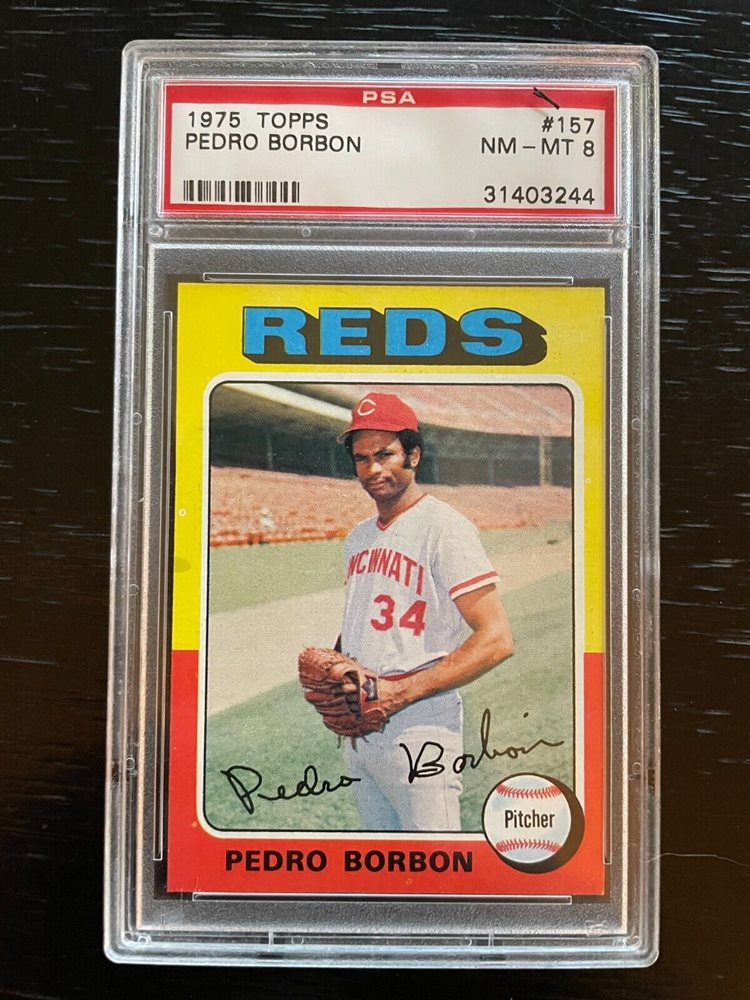 PSA
1975 TOPPS #157
PEDRO BORBON NM - MT 8
31403244
REDS
C
CINCINNATI
34
Pedro Borbon
Pitcher
PEDRO BORBON